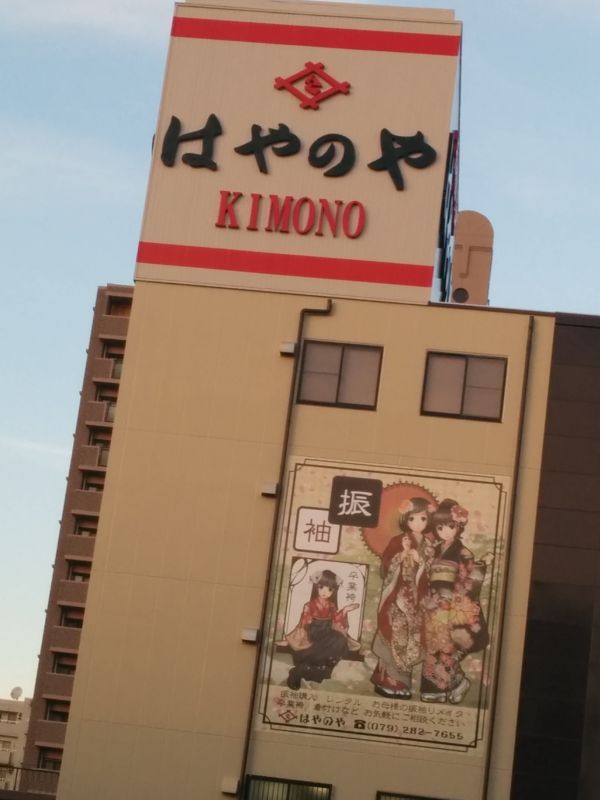 はやのや
KIMONO
振
袖
卒業袴
振袖購入 レンタル お母様の振袖リメイク
卒業袴 着付けなど お気軽にご相談ください
はやのや ☎(079)282-7655